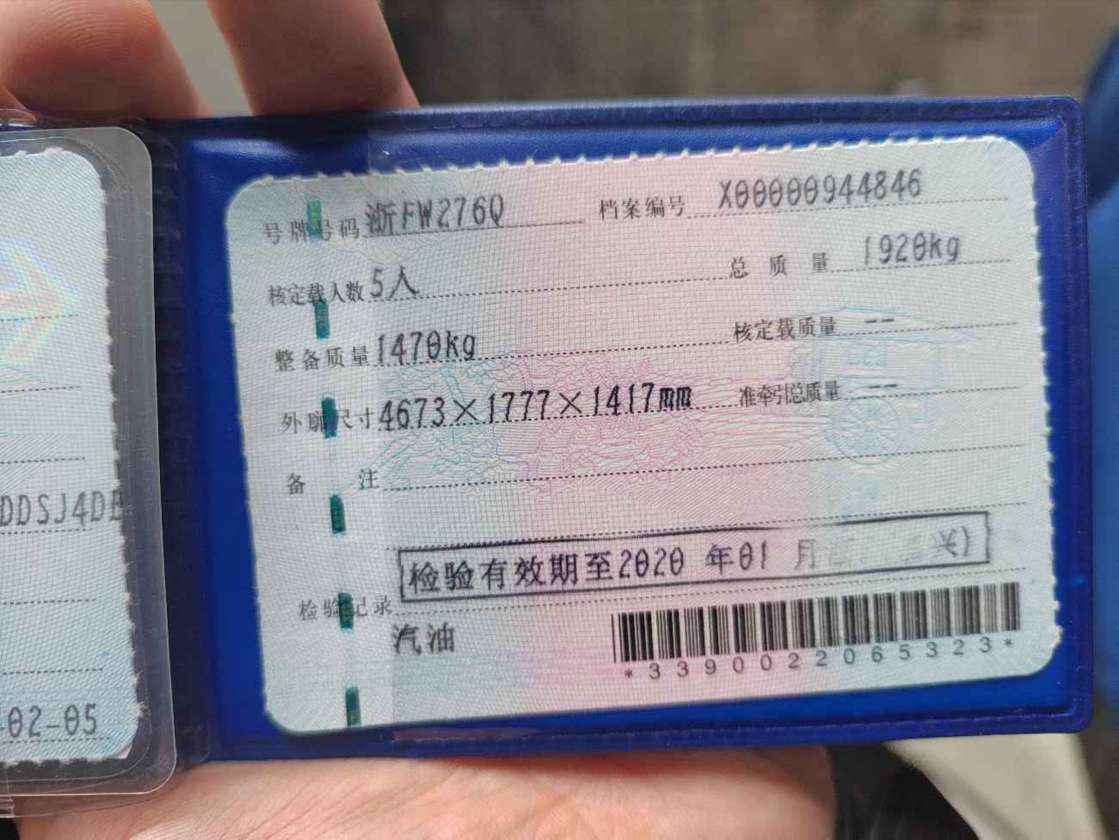 号牌号码 浙FW276Q 档案编号 X00000944846
核定载人数 5人 总质量 1920kg
整备质量 1470kg 核定载质量 --
外廓尺寸 4673×1777×1417mm 准牵引总质量 --
备注
DDSJ4DE
检验有效期至2020 年01 月 兴)
检验记录
汽油
*3390022065323*
-02-05